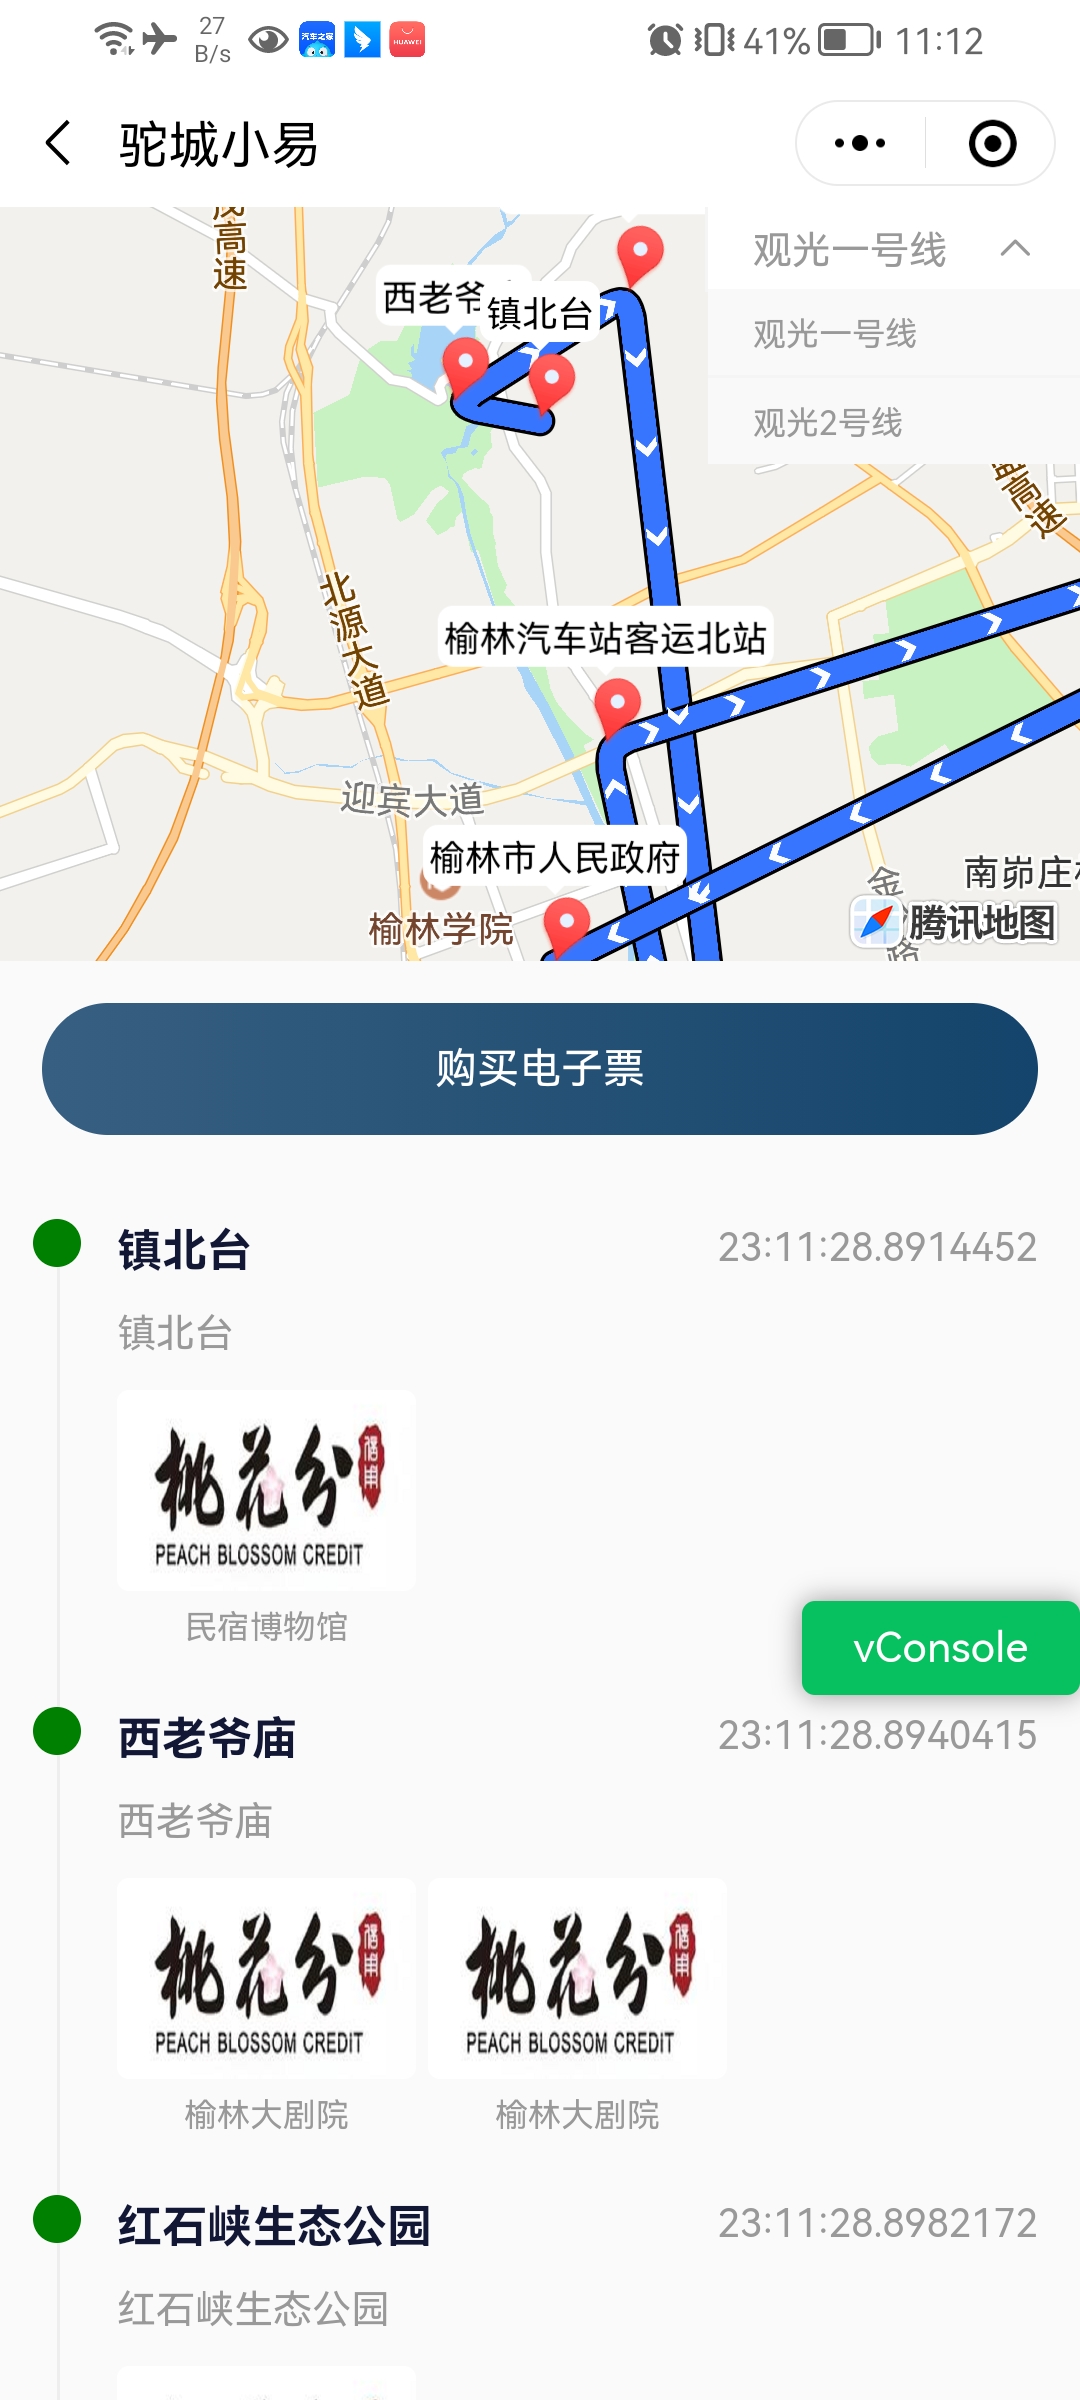 27
B/s
汽车之家
HUAWEI
41%
11:12
驼城小易
高速
西老爷
镇北台
观光一号线
观光一号线
观光2号线
高速
北源大道
榆林汽车站客运北站
迎宾大道
榆林市人民政府
榆林学院
南峁庄
金
路
腾讯地图
购买电子票
镇北台
23:11:28.8914452
镇北台
桃花分
PEACH BLOSSOM CREDIT
民宿博物馆
vConsole
西老爷庙
23:11:28.8940415
西老爷庙
桃花分
PEACH BLOSSOM CREDIT
桃花分
PEACH BLOSSOM CREDIT
榆林大剧院
榆林大剧院
红石峡生态公园
23:11:28.8982172
红石峡生态公园